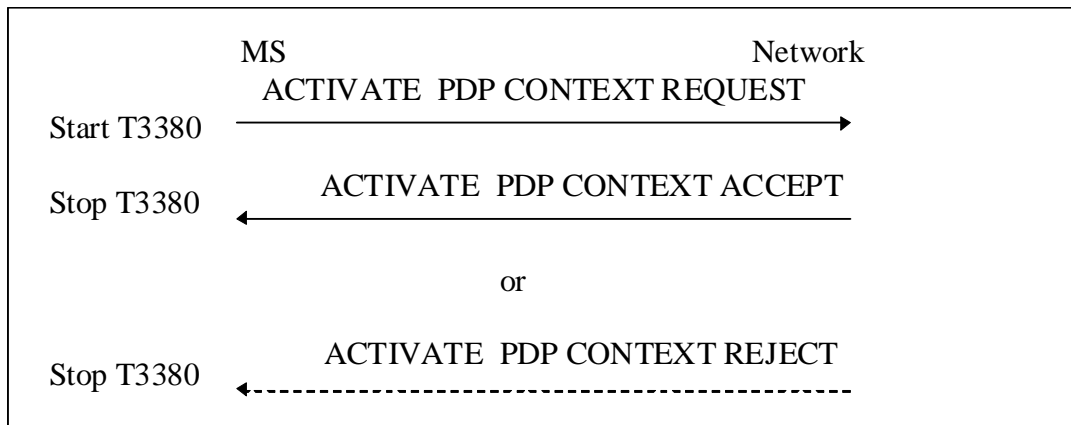 MS Network
ACTIVATE PDP CONTEXT REQUEST
Start T3380
ACTIVATE PDP CONTEXT ACCEPT
Stop T3380
or
ACTIVATE PDP CONTEXT REJECT
Stop T3380